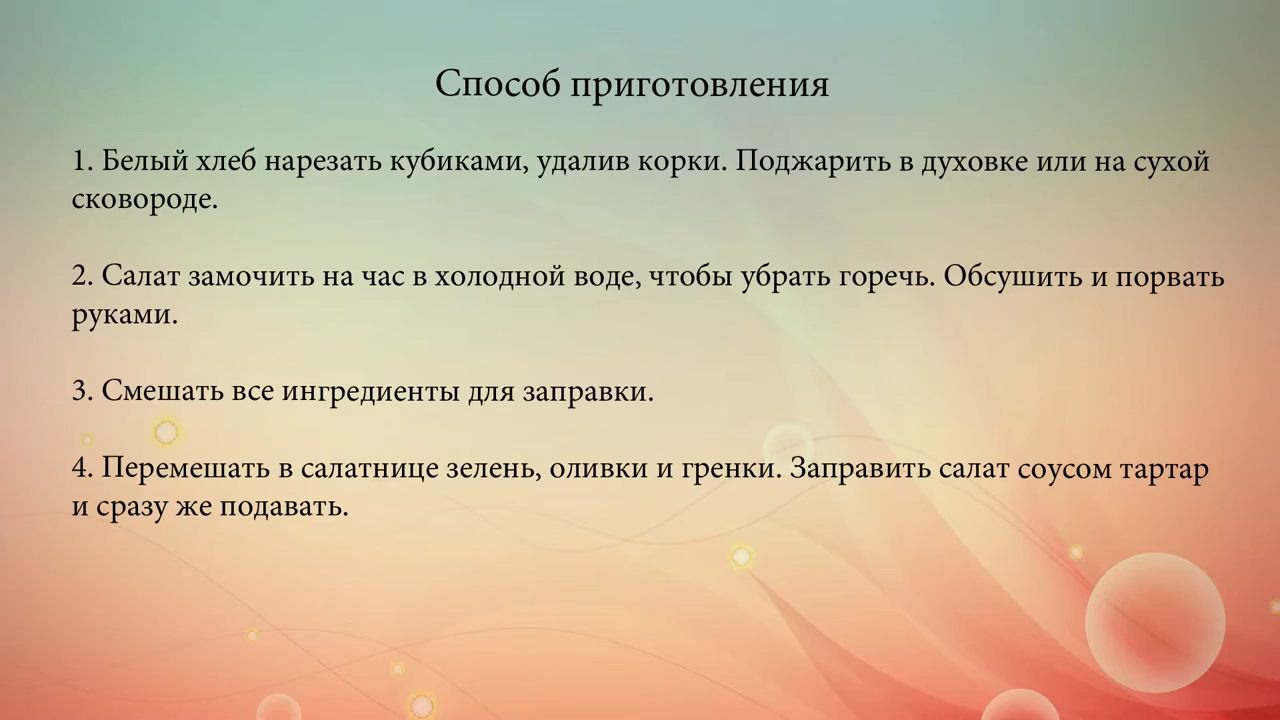 Способ приготовления
1. Белый хлеб нарезать кубиками, удалив корки. Поджарить в духовке или на сухой
сковороде.
2. Салат замочить на час в холодной воде, чтобы убрать горечь. Обсушить и порвать
руками.
3. Смешать все ингредиенты для заправки.
4. Перемешать в салатнице зелень, оливки и гренки. Заправить салат соусом тартар
и сразу же подавать.